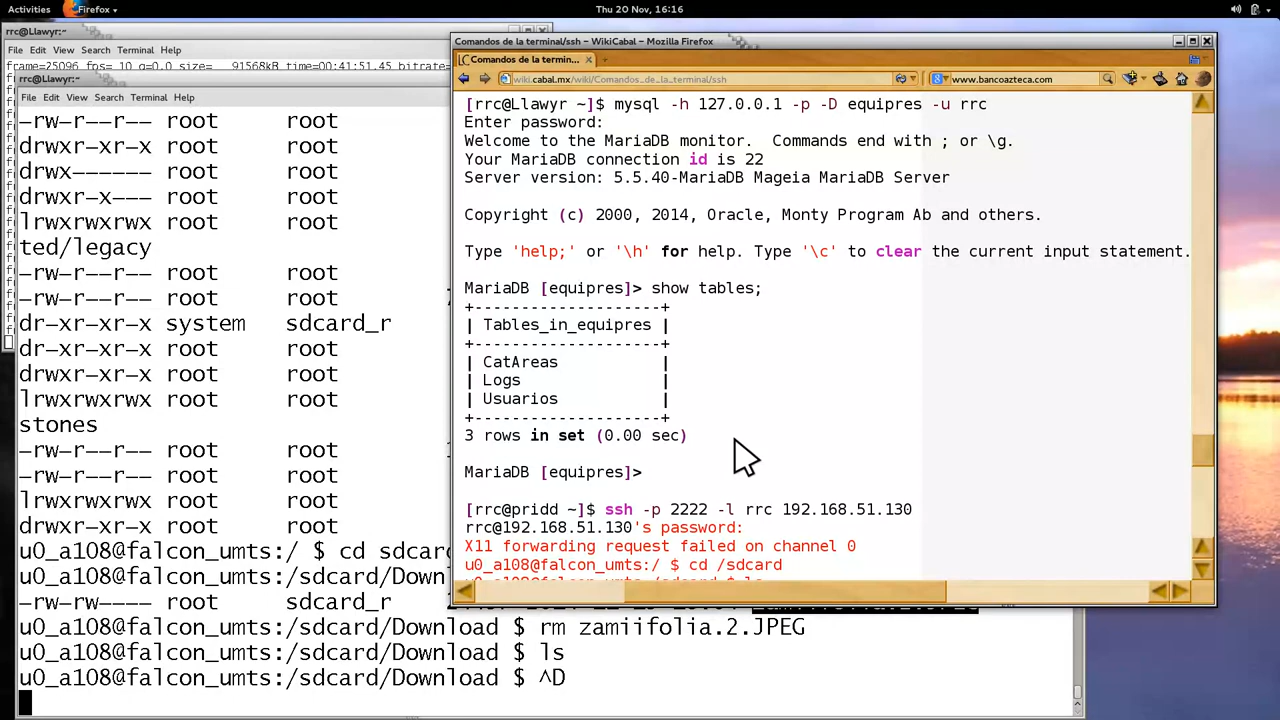 Activities Firefox Thu 20 Nov, 16:16
rrc@Llawyr:~
File Edit View Search Terminal Help
frame=25096 fps= 10 q=0.0 size= 91568kB time=00:41:51.45 bitrate=
rrc@Llawyr:~
File Edit View Search Terminal Help
-rw-r--r-- root root
drwxr-xr-x root root
drwx------ root root
drwxr-xr-x root root
lrwxrwxrwx root root
ted/legacy
-rw-r--r-- root root
-rw-r--r-- root root
dr-xr-xr-x system sdcard_r
dr-xr-xr-x root root
drwxr-xr-x root root
lrwxrwxrwx root root
stones
-rw-r--r-- root root
-rw-r--r-- root root
lrwxrwxrwx root root
drwxr-xr-x root root
u0_a108@falcon_umts:/ $ cd sdcard
u0_a108@falcon_umts:/sdcard/Down
-rw-rw---- root sdcard_r
u0_a108@falcon_umts:/sdcard/Download $ rm zamiifolia.2.JPEG
u0_a108@falcon_umts:/sdcard/Download $ ls
u0_a108@falcon_umts:/sdcard/Download $ ^D
Comandos de la terminal/ssh - WikiCabal - Mozilla Firefox
Comandos de la termin...
wiki.cabal.mx/wiki/Comandos_de_la_terminal/ssh www.bancoazteca.com
[rrc@Llawyr ~]$ mysql -h 127.0.0.1 -p -D equipres -u rrc
Enter password:
Welcome to the MariaDB monitor. Commands end with ; or \g.
Your MariaDB connection id is 22
Server version: 5.5.40-MariaDB Mageia MariaDB Server
Copyright (c) 2000, 2014, Oracle, Monty Program Ab and others.
Type 'help;' or '\h' for help. Type '\c' to clear the current input statement.
MariaDB [equipres]> show tables;
+--------------------+
| Tables_in_equipres |
+--------------------+
| CatAreas |
| Logs |
| Usuarios |
+--------------------+
3 rows in set (0.00 sec)
MariaDB [equipres]>
[rrc@pridd ~]$ ssh -p 2222 -l rrc 192.168.51.130
rrc@192.168.51.130's password:
X11 forwarding request failed on channel 0
u0_a108@falcon_umts:/ $ cd /sdcard
u0_a108@falcon_umts:/sdcard $ ls